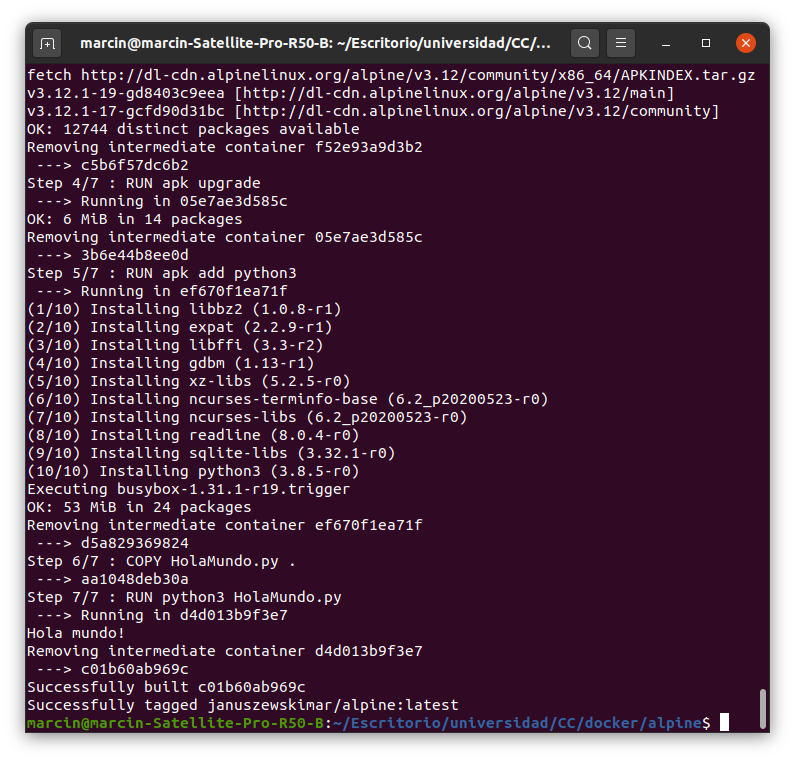 marcin@marcin-Satellite-Pro-R50-B: ~/Escritorio/universidad/CC/...
fetch http://dl-cdn.alpinelinux.org/alpine/v3.12/community/x86_64/APKINDEX.tar.gz
v3.12.1-19-gd8403c9eea [http://dl-cdn.alpinelinux.org/alpine/v3.12/main]
v3.12.1-17-gcfd90d31bc [http://dl-cdn.alpinelinux.org/alpine/v3.12/community]
OK: 12744 distinct packages available
Removing intermediate container f52e93a9d3b2
 ---> c5b6f57dc6b2
Step 4/7 : RUN apk upgrade
 ---> Running in 05e7ae3d585c
OK: 6 MiB in 14 packages
Removing intermediate container 05e7ae3d585c
 ---> 3b6e44b8ee0d
Step 5/7 : RUN apk add python3
 ---> Running in ef670f1ea71f
(1/10) Installing libbz2 (1.0.8-r1)
(2/10) Installing expat (2.2.9-r1)
(3/10) Installing libffi (3.3-r2)
(4/10) Installing gdbm (1.13-r1)
(5/10) Installing xz-libs (5.2.5-r0)
(6/10) Installing ncurses-terminfo-base (6.2_p20200523-r0)
(7/10) Installing ncurses-libs (6.2_p20200523-r0)
(8/10) Installing readline (8.0.4-r0)
(9/10) Installing sqlite-libs (3.32.1-r0)
(10/10) Installing python3 (3.8.5-r0)
Executing busybox-1.31.1-r19.trigger
OK: 53 MiB in 24 packages
Removing intermediate container ef670f1ea71f
 ---> d5a829369824
Step 6/7 : COPY HolaMundo.py .
 ---> aa1048deb30a
Step 7/7 : RUN python3 HolaMundo.py
 ---> Running in d4d013b9f3e7
Hola mundo!
Removing intermediate container d4d013b9f3e7
 ---> c01b60ab969c
Successfully built c01b60ab969c
Successfully tagged januszewskimar/alpine:latest
marcin@marcin-Satellite-Pro-R50-B:~/Escritorio/universidad/CC/docker/alpine$